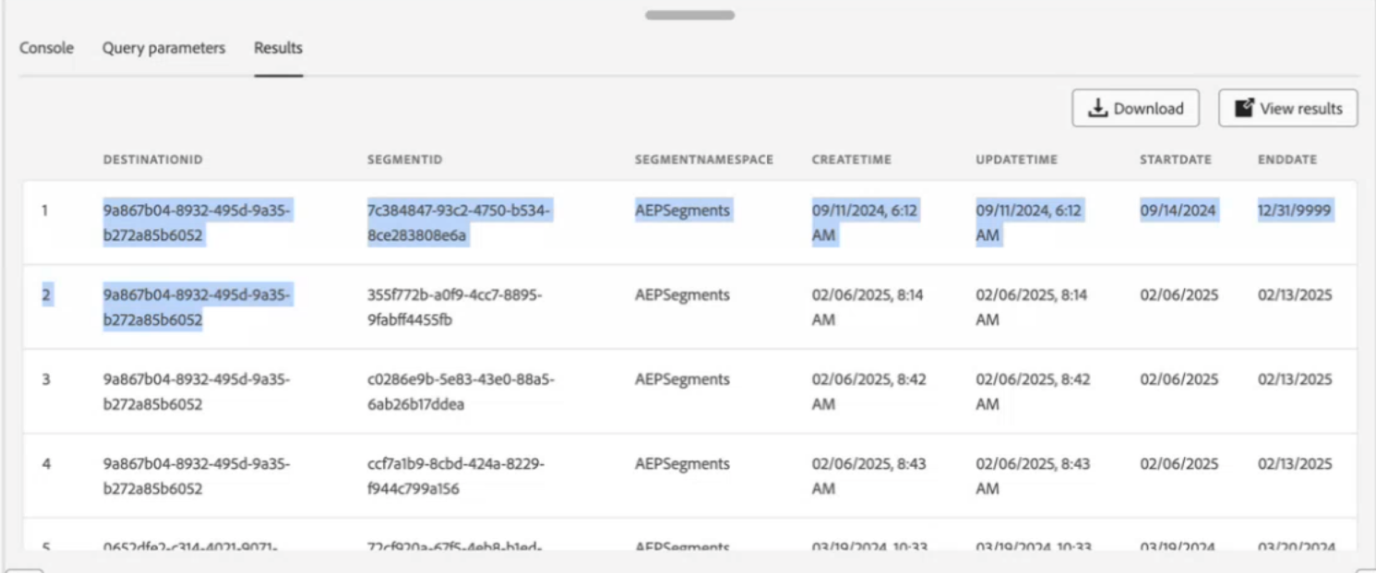 Console Query parameters Results
Download View results
DESTINATIONID SEGMENTID SEGMENTNAMESPACE CREATETIME UPDATETIME STARTDATE ENDDATE
1 9a867b04-8932-495d-9a35- 7c384847-93c2-4750-b534- AEPSegments 09/11/2024, 6:12 09/11/2024, 6:12 09/14/2024 12/31/9999
b272a85b6052 8ce283808e6a AM AM
2 9a867b04-8932-495d-9a35- 355f772b-a0f9-4cc7-8895- AEPSegments 02/06/2025, 8:14 02/06/2025, 8:14 02/06/2025 02/13/2025
b272a85b6052 9fabff4455fb AM AM
3 9a867b04-8932-495d-9a35- c0286e9b-5e83-43e0-88a5- AEPSegments 02/06/2025, 8:42 02/06/2025, 8:42 02/06/2025 02/13/2025
b272a85b6052 6ab26b17ddea AM AM
4 9a867b04-8932-495d-9a35- ccf7a1b9-8cbd-424a-8229- AEPSegments 02/06/2025, 8:43 02/06/2025, 8:43 02/06/2025 02/13/2025
b272a85b6052 f944c799a156 AM AM
5 0652dfe2-c314-4021-9071- 72cf920a-67f5-4eb8-b1ed- AEPSegments 03/19/2024, 10:33 03/19/2024, 10:33 03/19/2024 03/20/2024